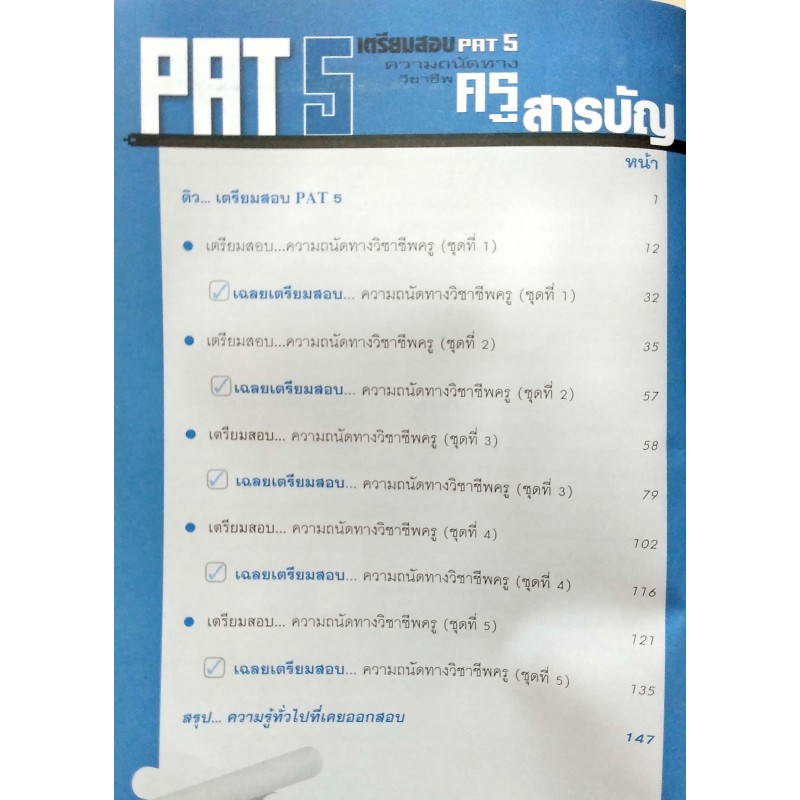 PAT 5 เตรียมสอบ PAT 5
ความถนัดทาง
วิชาชีพ ครู
สารบัญ
หน้า
ติว... เตรียมสอบ PAT 5 1
เตรียมสอบ...ความถนัดทางวิชาชีพครู (ชุดที่ 1) 12
เฉลยเตรียมสอบ... ความถนัดทางวิชาชีพครู (ชุดที่ 1) 32
เตรียมสอบ...ความถนัดทางวิชาชีพครู (ชุดที่ 2) 35
เฉลยเตรียมสอบ... ความถนัดทางวิชาชีพครู (ชุดที่ 2) 57
เตรียมสอบ... ความถนัดทางวิชาชีพครู (ชุดที่ 3) 58
เฉลยเตรียมสอบ... ความถนัดทางวิชาชีพครู (ชุดที่ 3) 79
เตรียมสอบ... ความถนัดทางวิชาชีพครู (ชุดที่ 4) 102
เฉลยเตรียมสอบ... ความถนัดทางวิชาชีพครู (ชุดที่ 4) 116
เตรียมสอบ... ความถนัดทางวิชาชีพครู (ชุดที่ 5) 121
เฉลยเตรียมสอบ... ความถนัดทางวิชาชีพครู (ชุดที่ 5) 135
สรุป... ความรู้ทั่วไปที่เคยออกสอบ 147